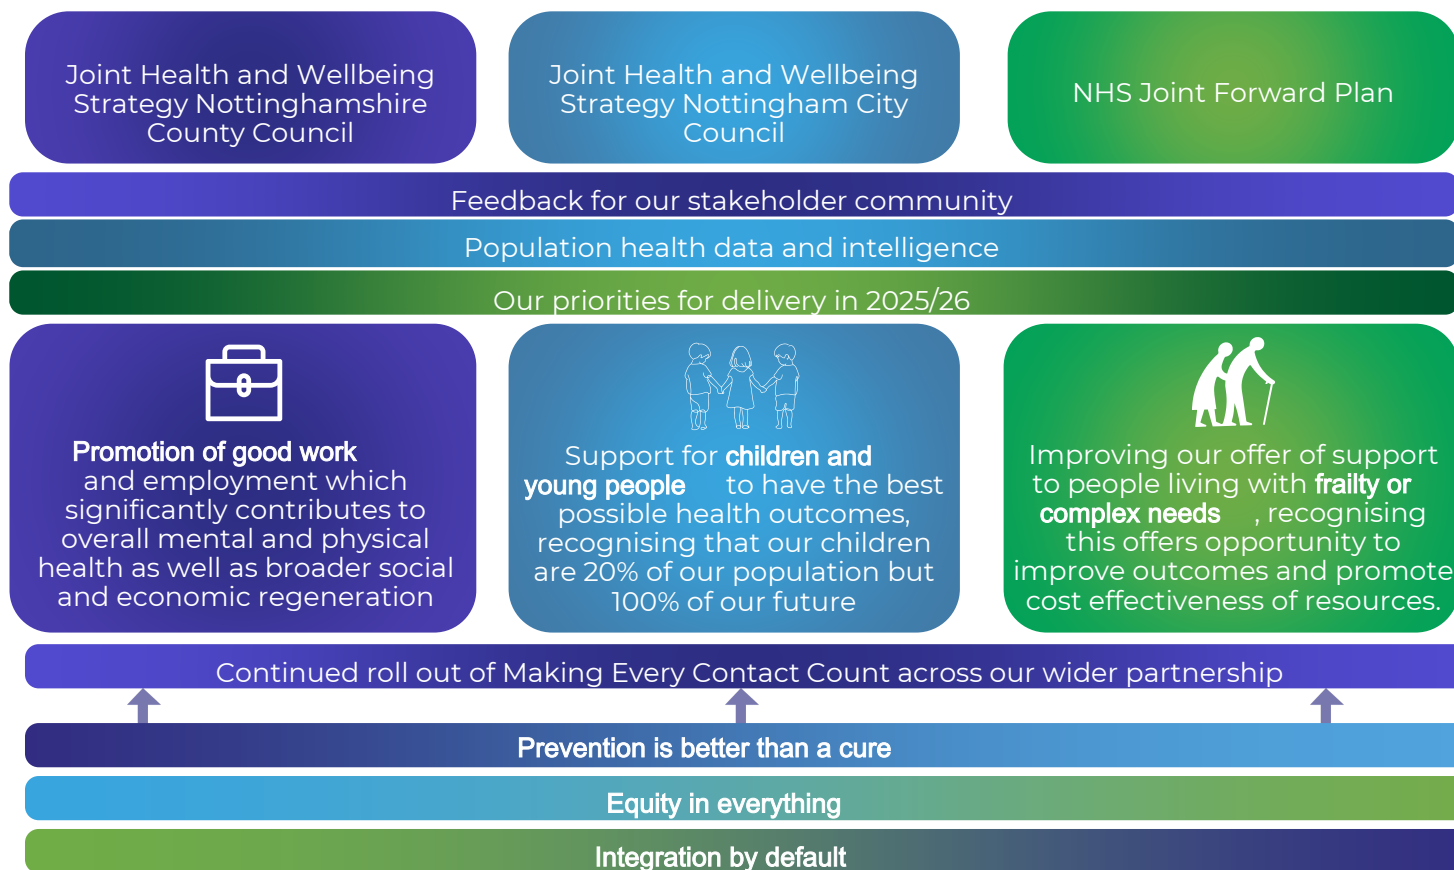 Joint Health and Wellbeing
Strategy Nottinghamshire
County Council
Joint Health and Wellbeing
Strategy Nottingham City
Council
NHS Joint Forward Plan
Feedback for our stakeholder community
Population health data and intelligence
Our priorities for delivery in 2025/26
Promotion of good work
and employment which
significantly contributes to
overall mental and physical
health as well as broader social
and economic regeneration
Support for children and
young people to have the best
possible health outcomes,
recognising that our children
are 20% of our population but
100% of our future
Improving our offer of support
to people living with frailty or
complex needs , recognising
this offers opportunity to
improve outcomes and promote
cost effectiveness of resources.
Continued roll out of Making Every Contact Count across our wider partnership
Prevention is better than a cure
Equity in everything
Integration by default